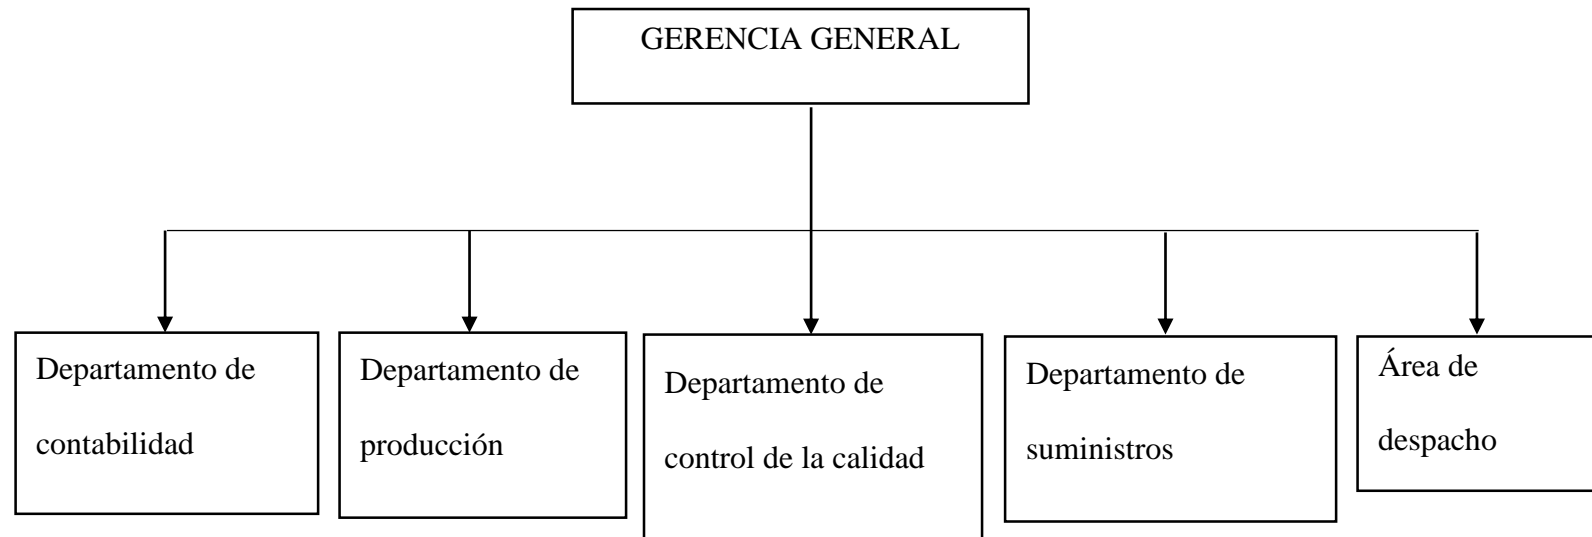 GERENCIA GENERAL
Departamento de
contabilidad
Departamento de
producción
Departamento de
control de la calidad
Departamento de
suministros
Área de
despacho